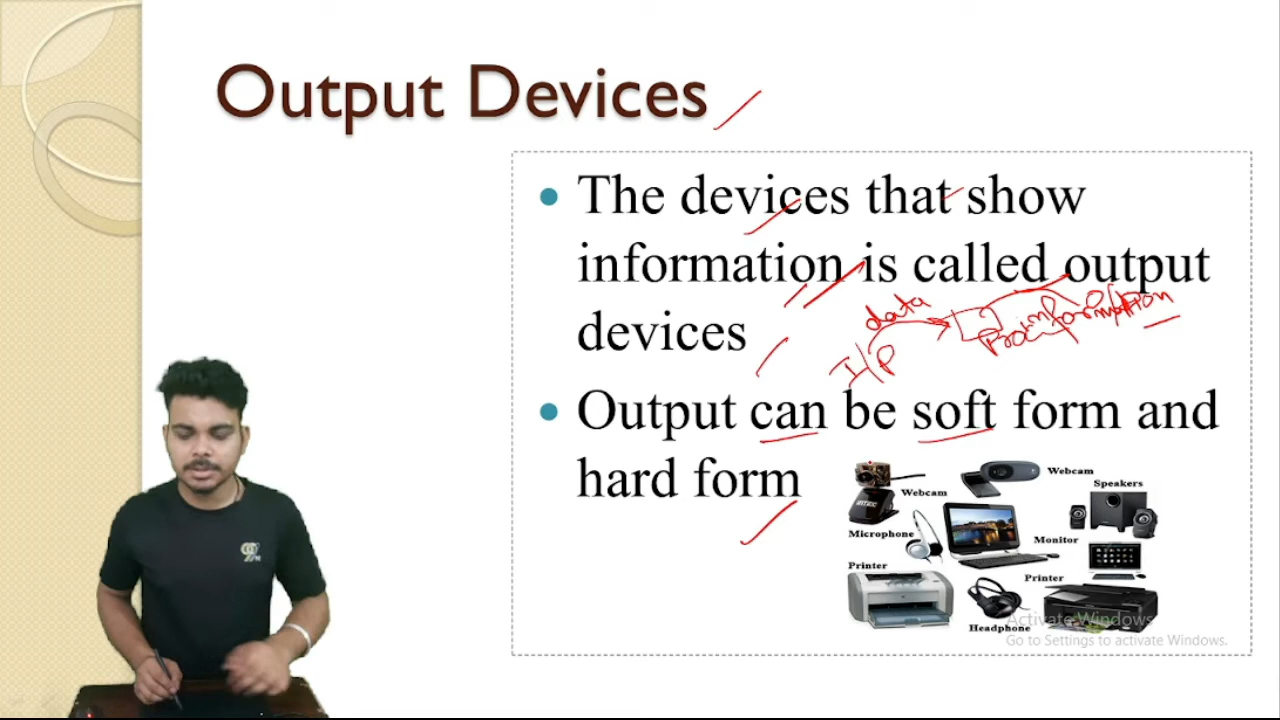 Output Devices
• The devices that show
information is called output
devices
data
information
I/P
• Output can be soft form and
hard form
Webcam
Webcam
Speakers
Microphone
Monitor
Printer
Printer
Headphone
Activate Windows
Go to Settings to activate Windows.